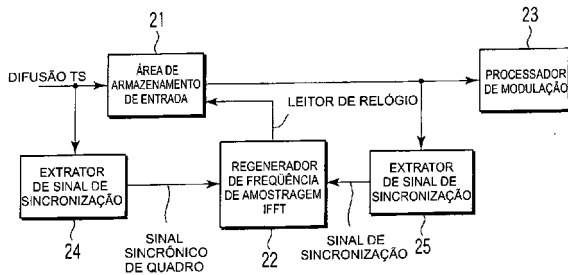 21
23
DIFUSÃO TS
ÁREA DE
ARMAZENAMENTO
DE ENTRADA
PROCESSADOR
DE MODULAÇÃO
LEITOR DE RELÓGIO
EXTRATOR
DE SINAL DE
SINCRONIZAÇÃO
REGENERADOR
DE FREQÜÊNCIA
DE AMOSTRAGEM
IFFT
EXTRATOR
DE SINAL DE
SINCRONIZAÇÃO
24
SINAL
SINCRÔNICO
DE QUADRO
22
SINAL DE
SINCRONIZAÇÃO
25